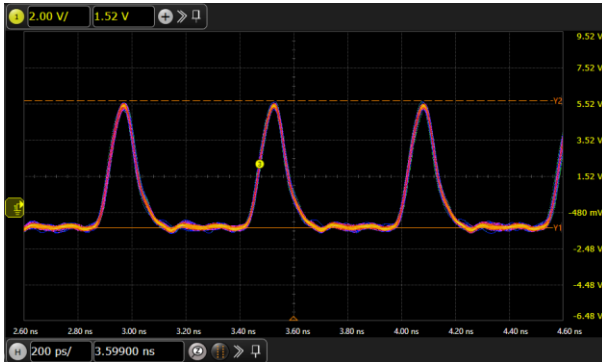 1 2.00 V/ 1.52 V
9.52 V
7.52 V
Y2
5.52 V
3.52 V
3
1.52 V
-480 mV
Y1
-2.48 V
-4.48 V
-6.48 V
2.60 ns 2.80 ns 3.00 ns 3.20 ns 3.40 ns 3.60 ns 3.80 ns 4.00 ns 4.20 ns 4.40 ns 4.60 ns
H 200 ps/ 3.59900 ns